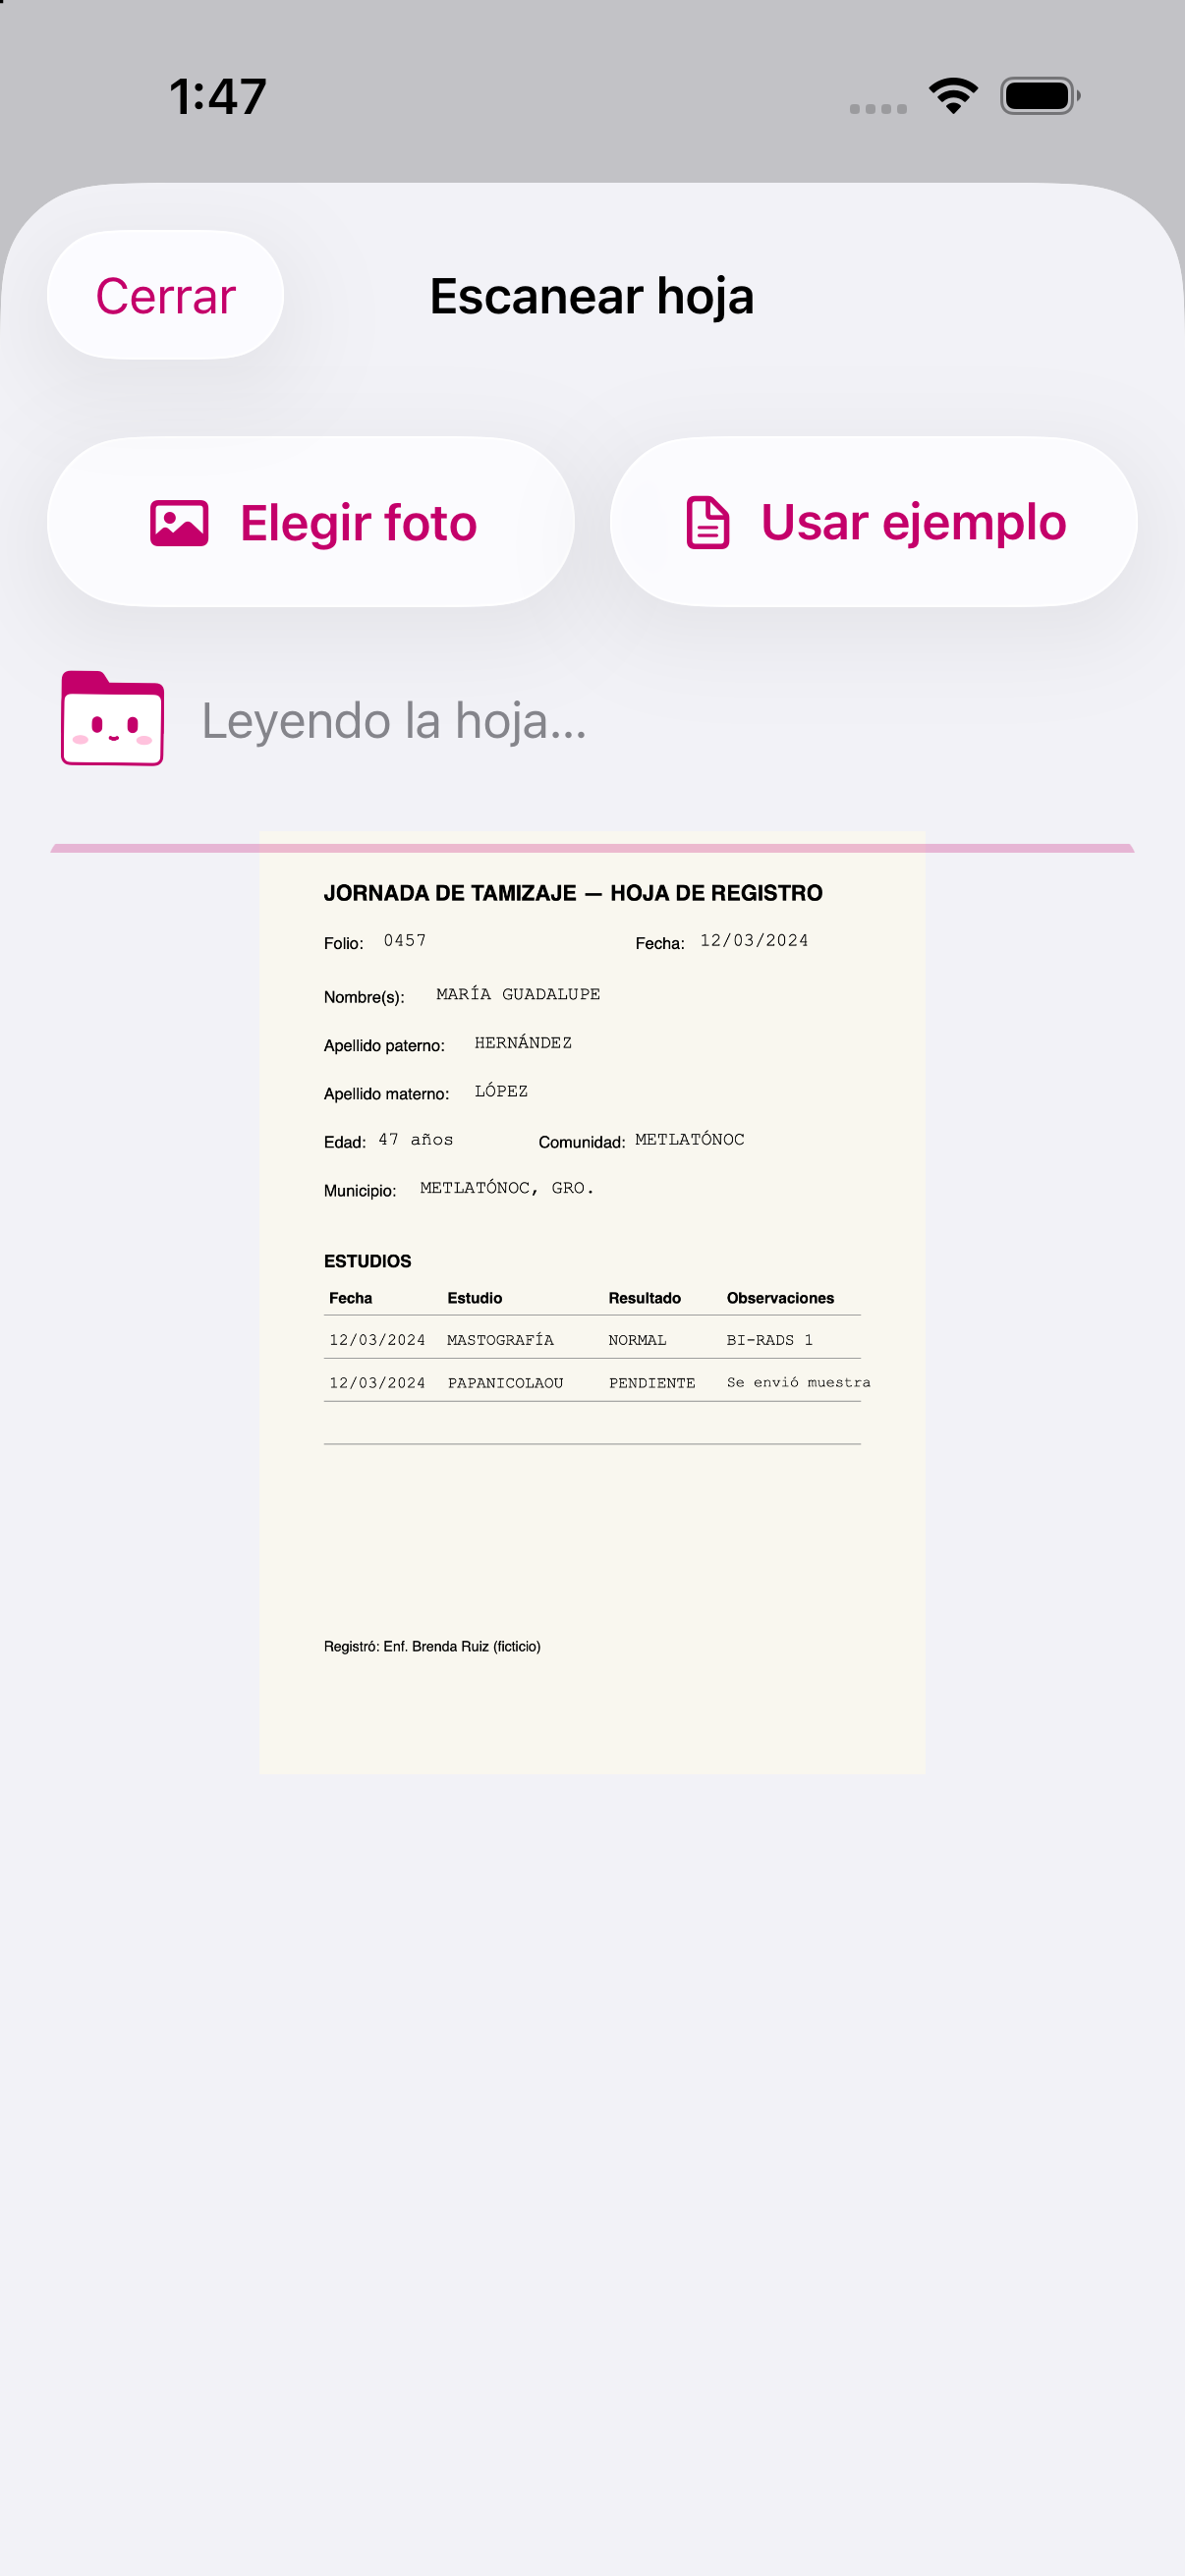 1:47
Cerrar
Escanear hoja
Elegir foto
Usar ejemplo
Leyendo la hoja...
JORNADA DE TAMIZAJE — HOJA DE REGISTRO
Folio: 0457 Fecha: 12/03/2024
Nombre(s): MARÍA GUADALUPE
Apellido paterno: HERNÁNDEZ
Apellido materno: LÓPEZ
Edad: 47 años Comunidad: METLATÓNOC
Municipio: METLATÓNOC, GRO.
ESTUDIOS
Fecha Estudio Resultado Observaciones
12/03/2024 MASTOGRAFÍA NORMAL BI-RADS 1
12/03/2024 PAPANICOLAOU PENDIENTE Se envió muestra
Registró: Enf. Brenda Ruiz (ficticio)